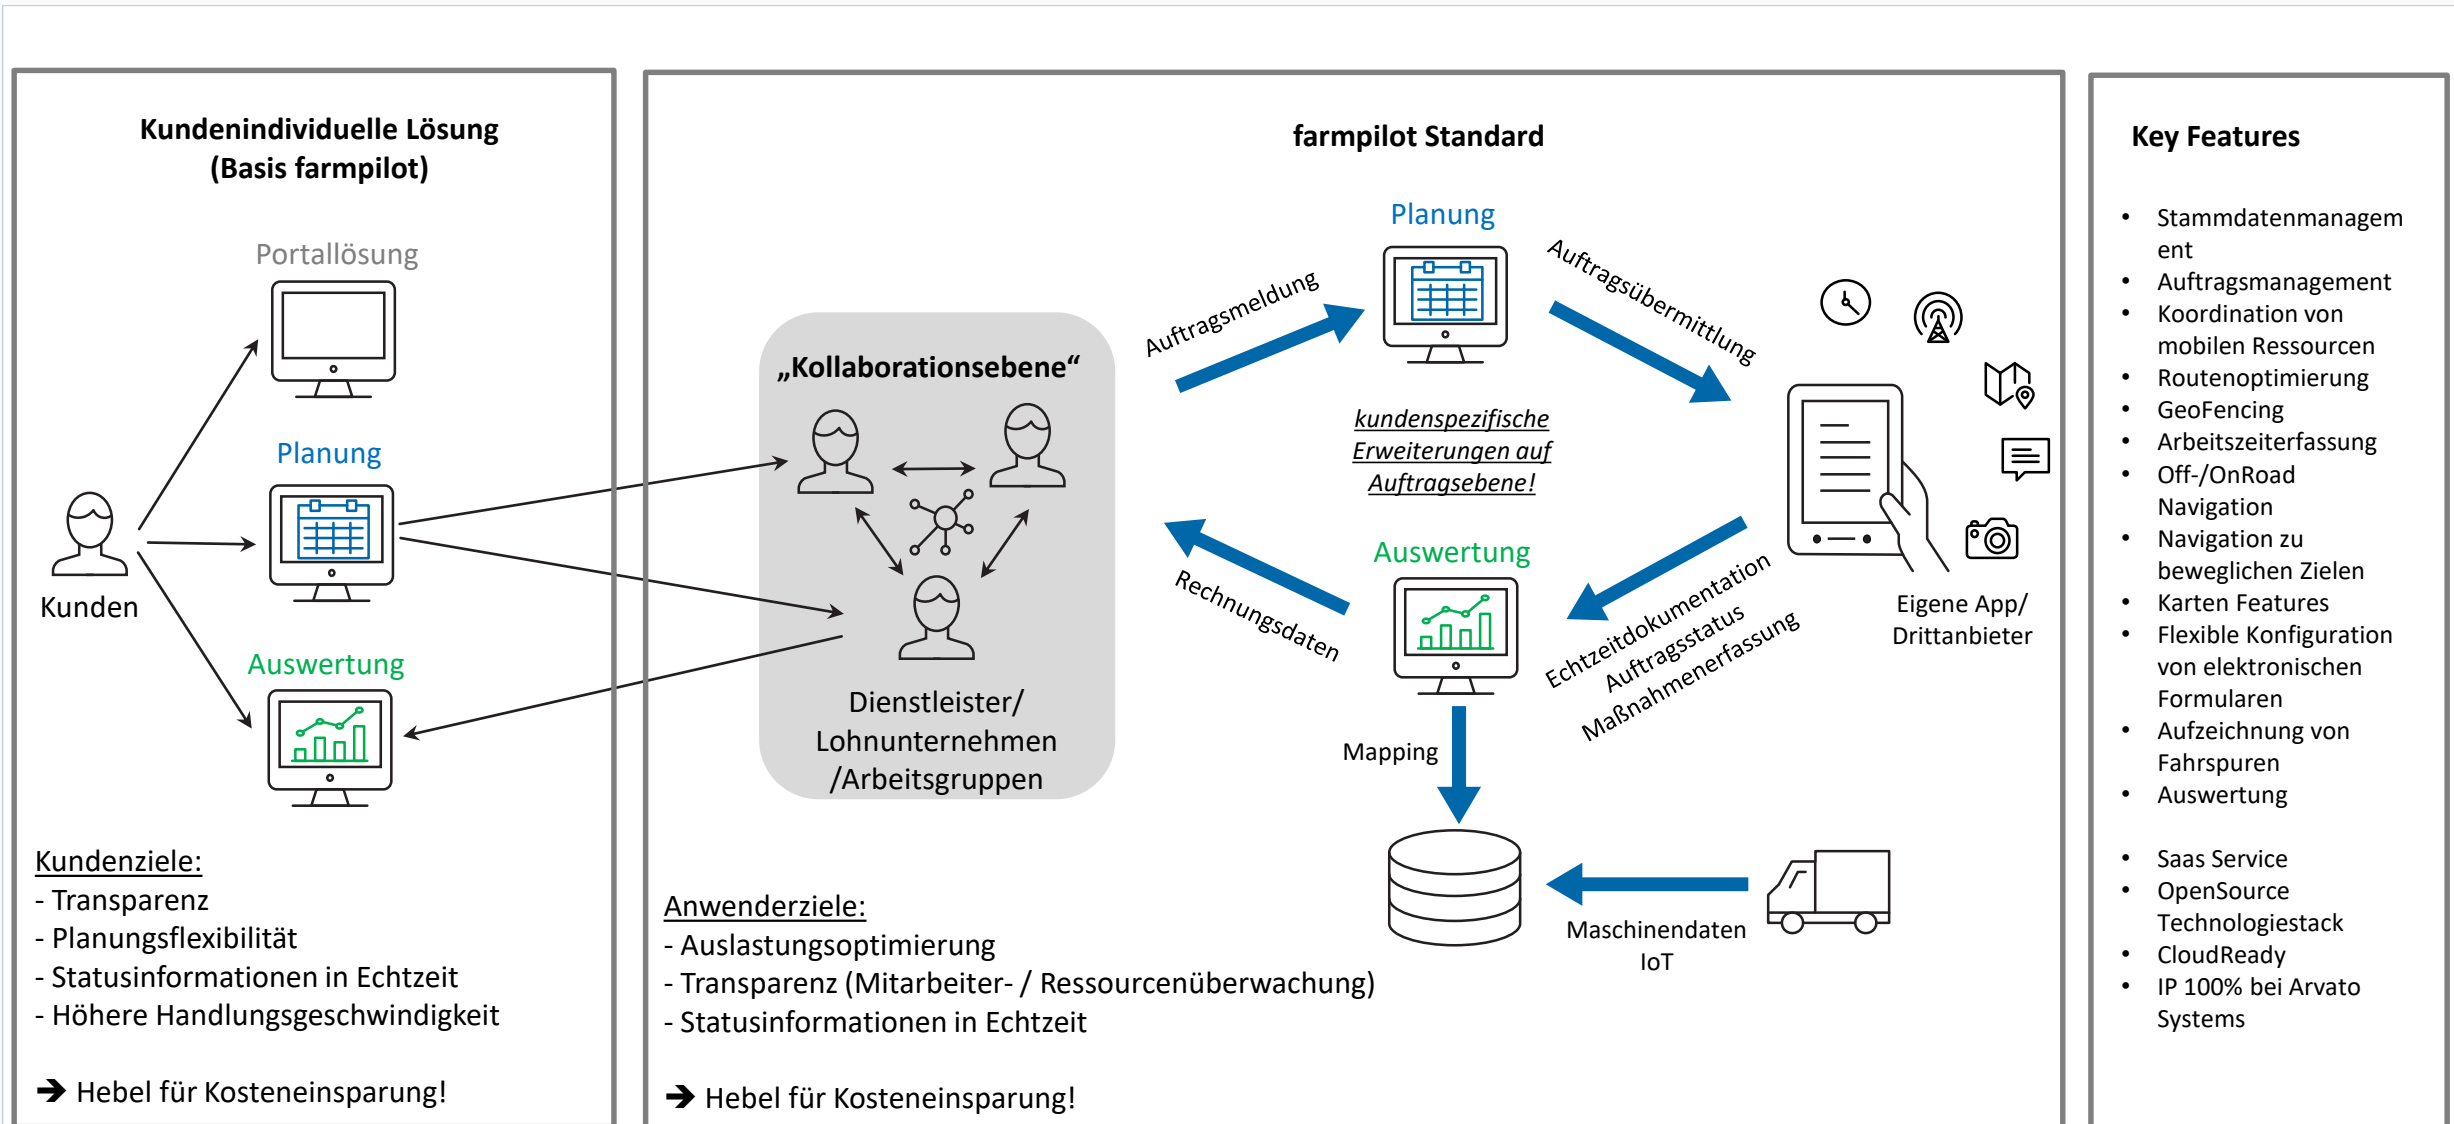 Kundenindividuelle Lösung
(Basis farmpilot)
Portallösung
Planung
Kunden
Auswertung
Kundenziele:
- Transparenz
- Planungsflexibilität
- Statusinformationen in Echtzeit
- Höhere Handlungsgeschwindigkeit
➔ Hebel für Kosteneinsparung!
farmpilot Standard
„Kollaborationsebene“
Dienstleister/
Lohnunternehmen
/Arbeitsgruppen
Auftragsmeldung
Planung
Auftragsübermittlung
kundenspezifische
Erweiterungen auf
Auftragsebene!
Eigene App/
Drittanbieter
Echtzeitdokumentation
Auftragsstatus
Maßnahmenerfassung
Auswertung
Rechnungsdaten
Mapping
Maschinendaten
IoT
Anwenderziele:
- Auslastungsoptimierung
- Transparenz (Mitarbeiter- / Ressourcenüberwachung)
- Statusinformationen in Echtzeit
➔ Hebel für Kosteneinsparung!
Key Features
• Stammdatenmanagem
ent
• Auftragsmanagement
• Koordination von
mobilen Ressourcen
• Routenoptimierung
• GeoFencing
• Arbeitszeiterfassung
• Off-/OnRoad
Navigation
• Navigation zu
beweglichen Zielen
• Karten Features
• Flexible Konfiguration
von elektronischen
Formularen
• Aufzeichnung von
Fahrspuren
• Auswertung
• Saas Service
• OpenSource
Technologiestack
• CloudReady
• IP 100% bei Arvato
Systems